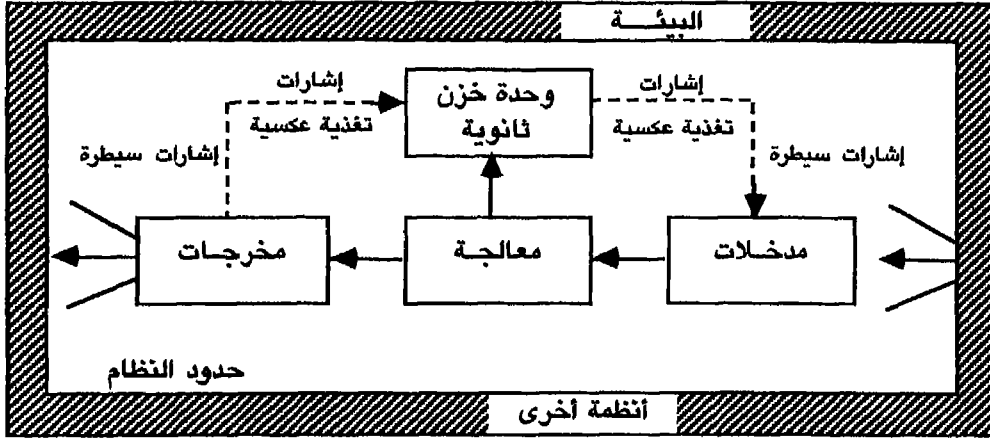 البيئة
إشارات
تغذية عكسية
إشارات سيطرة
وحدة خزن
ثانوية
إشارات
تغذية عكسية
إشارات سيطرة
مدخلات
معالجة
مخرجات
حدود النظام
أنظمة أخرى